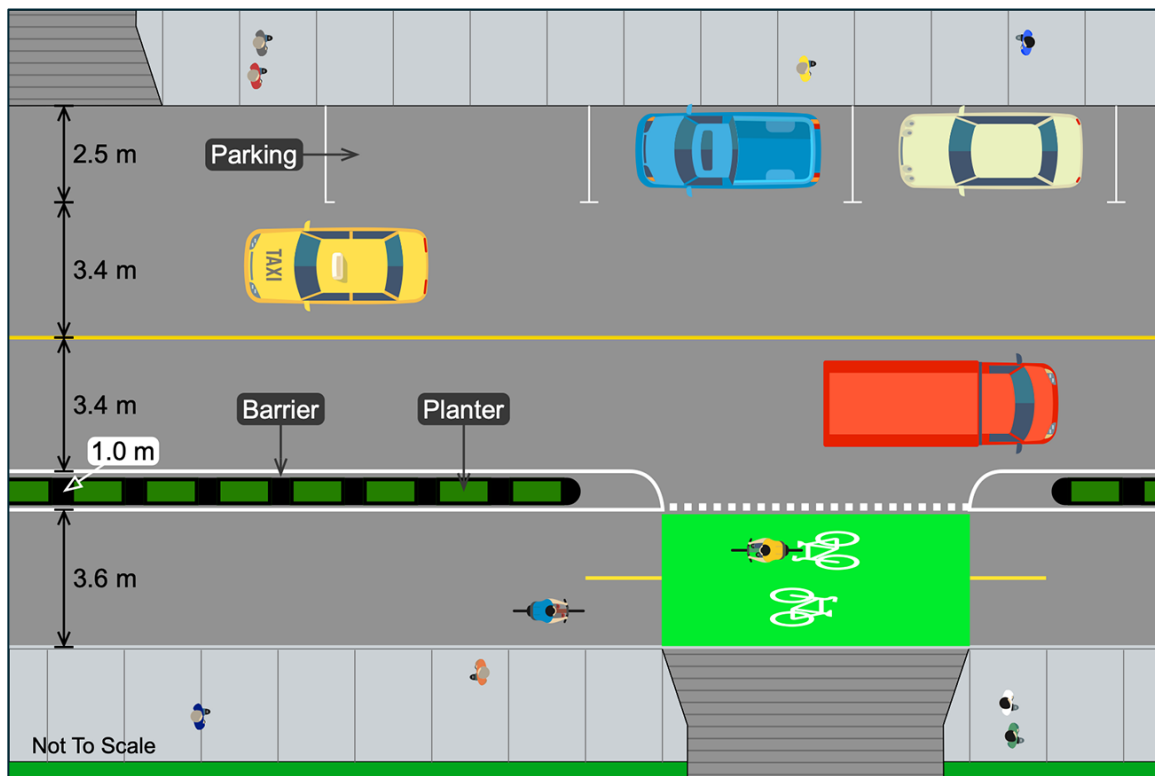 2.5 m
Parking
3.4 m
TAXI
3.4 m
Barrier
Planter
1.0 m
3.6 m
Not To Scale